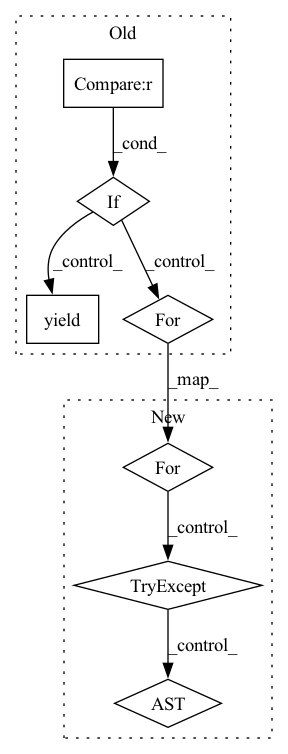 Old
Compare:r
_cond_
If
_control_
_control_
yield
For
_map_
New
For
_control_
TryExcept
_control_
AST